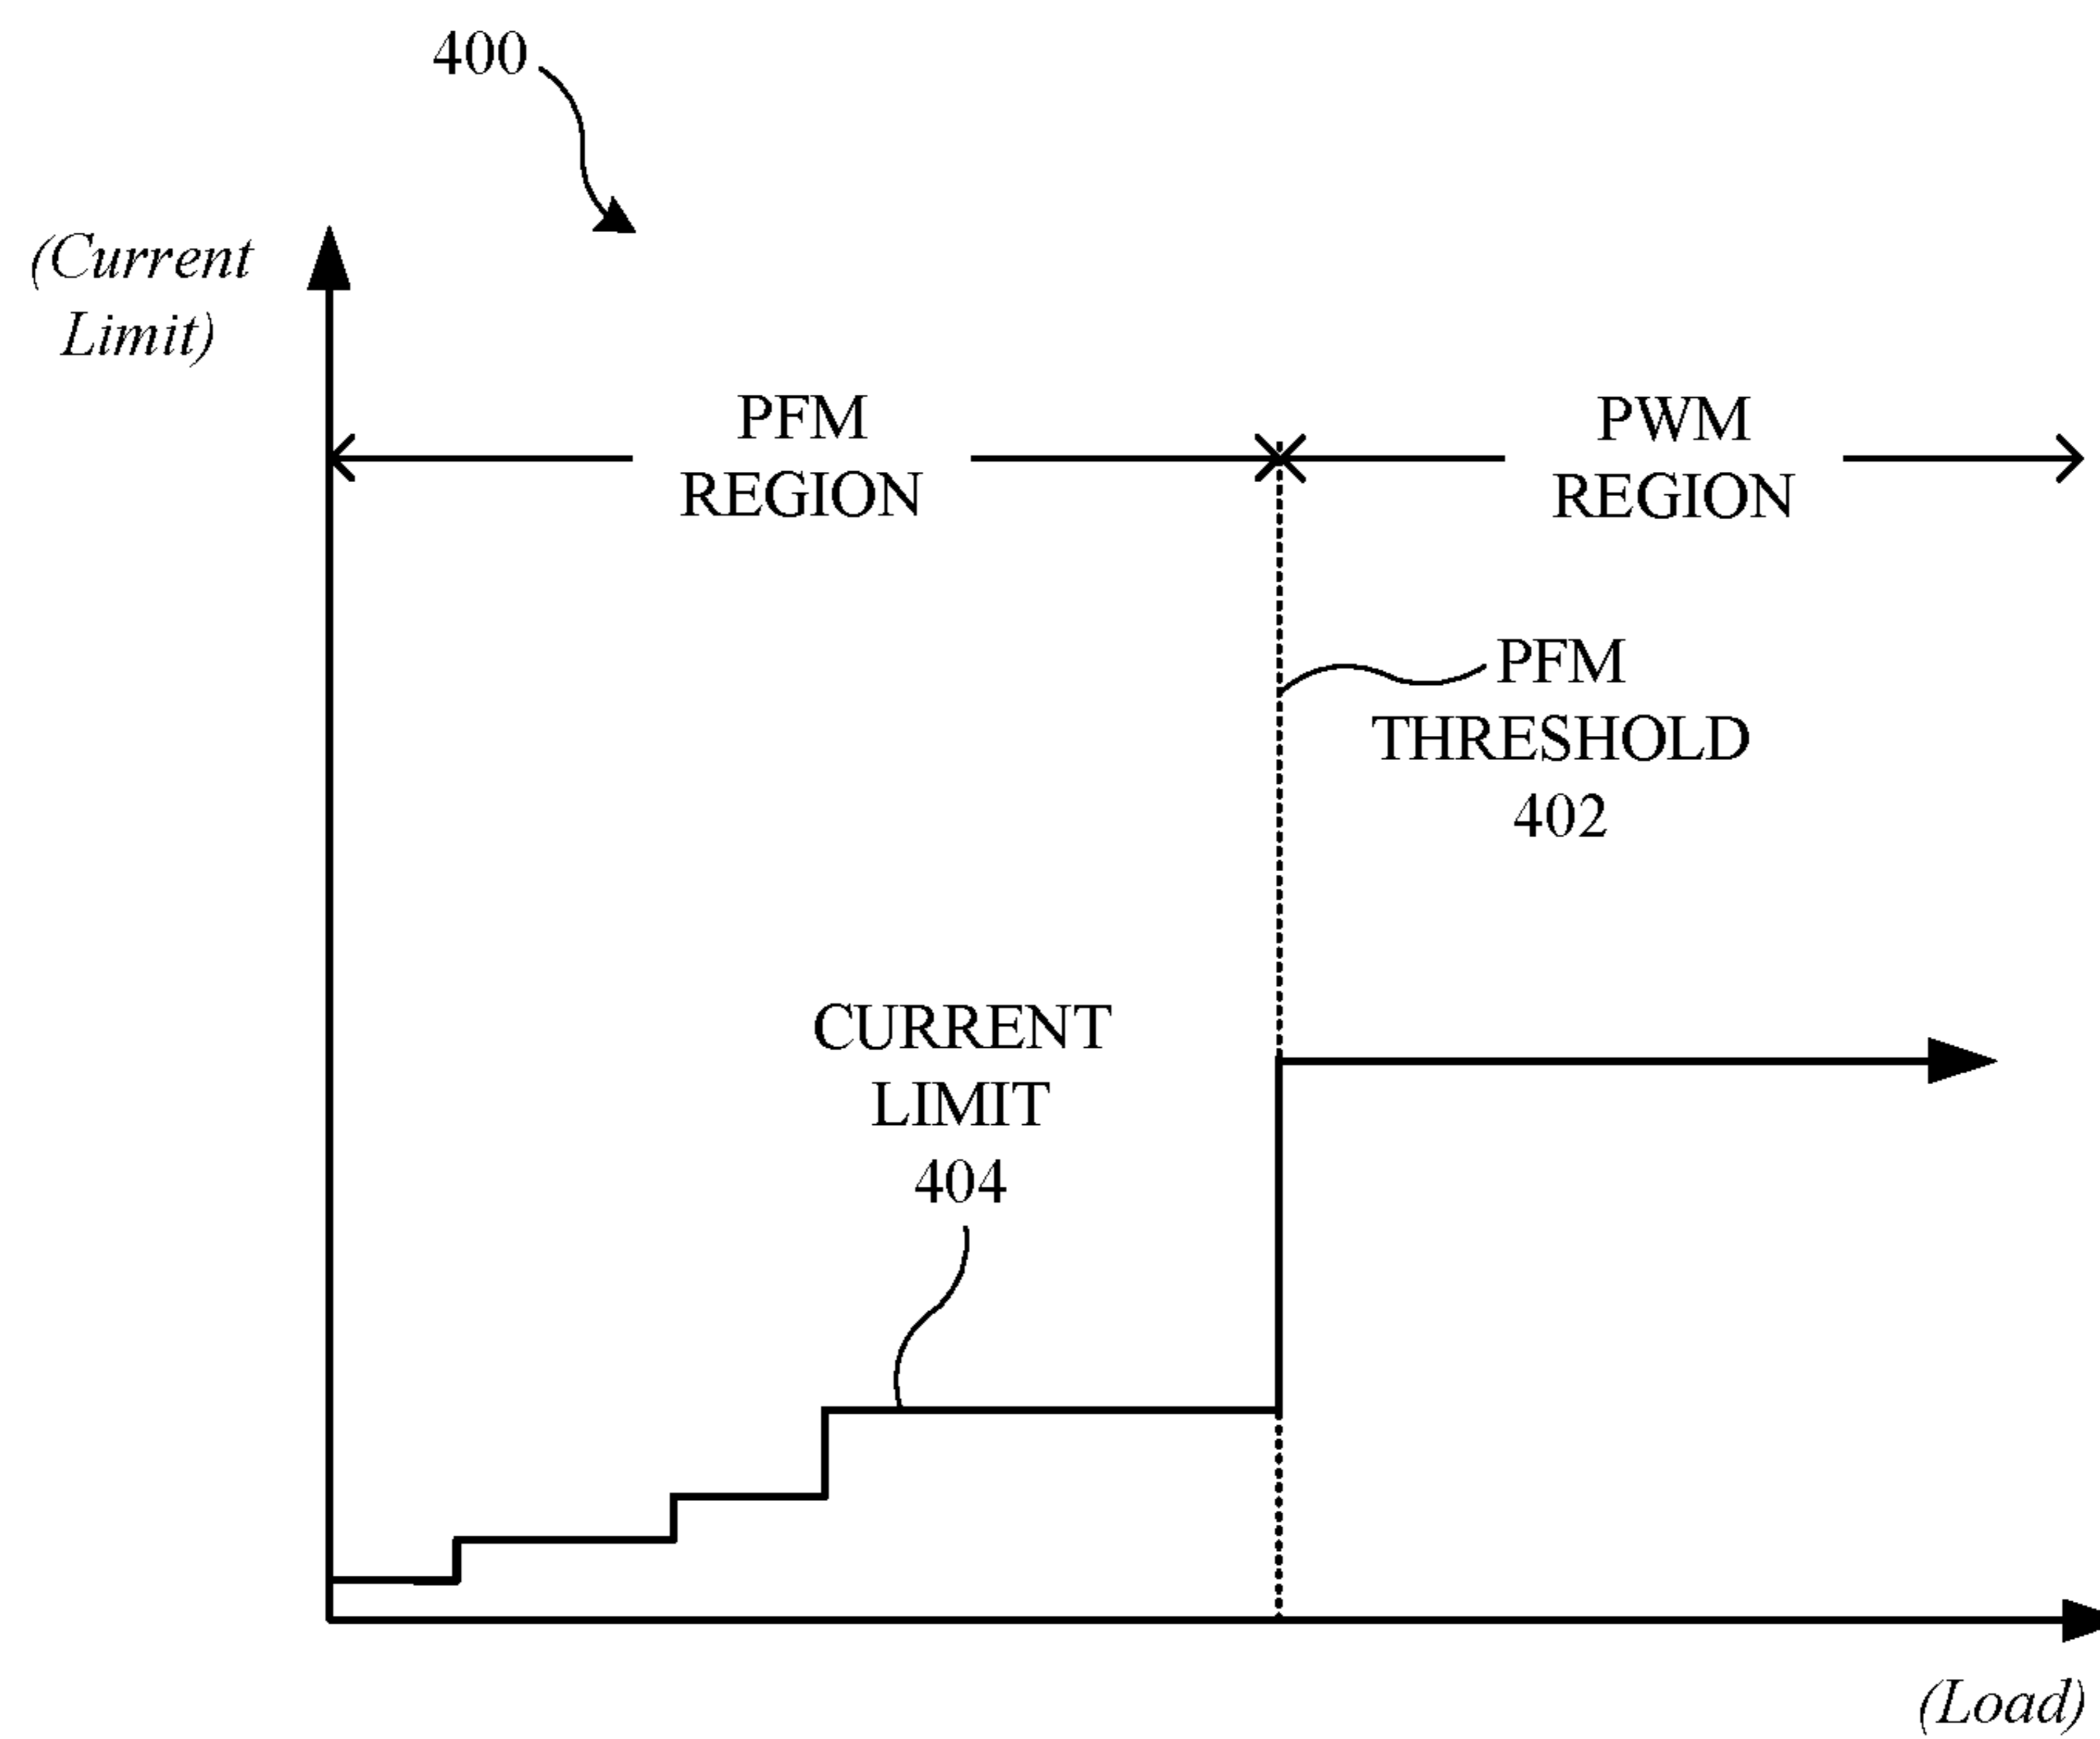 400
(Current
Limit)
PFM
REGION
PWM
REGION
PFM
THRESHOLD
402
CURRENT
LIMIT
404
(Load)